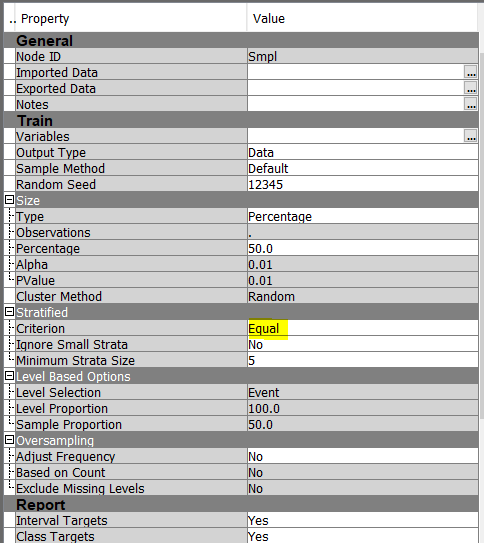 .. Property Value
General
Node ID Smpl
Imported Data ...
Exported Data ...
Notes ...
Train
Variables ...
Output Type Data
Sample Method Default
Random Seed 12345
Size
Type Percentage
Observations .
Percentage 50.0
Alpha 0.01
PValue 0.01
Cluster Method Random
Stratified
Criterion Equal
Ignore Small Strata No
Minimum Strata Size 5
Level Based Options
Level Selection Event
Level Proportion 100.0
Sample Proportion 50.0
Oversampling
Adjust Frequency No
Based on Count No
Exclude Missing Levels No
Report
Interval Targets Yes
Class Targets Yes